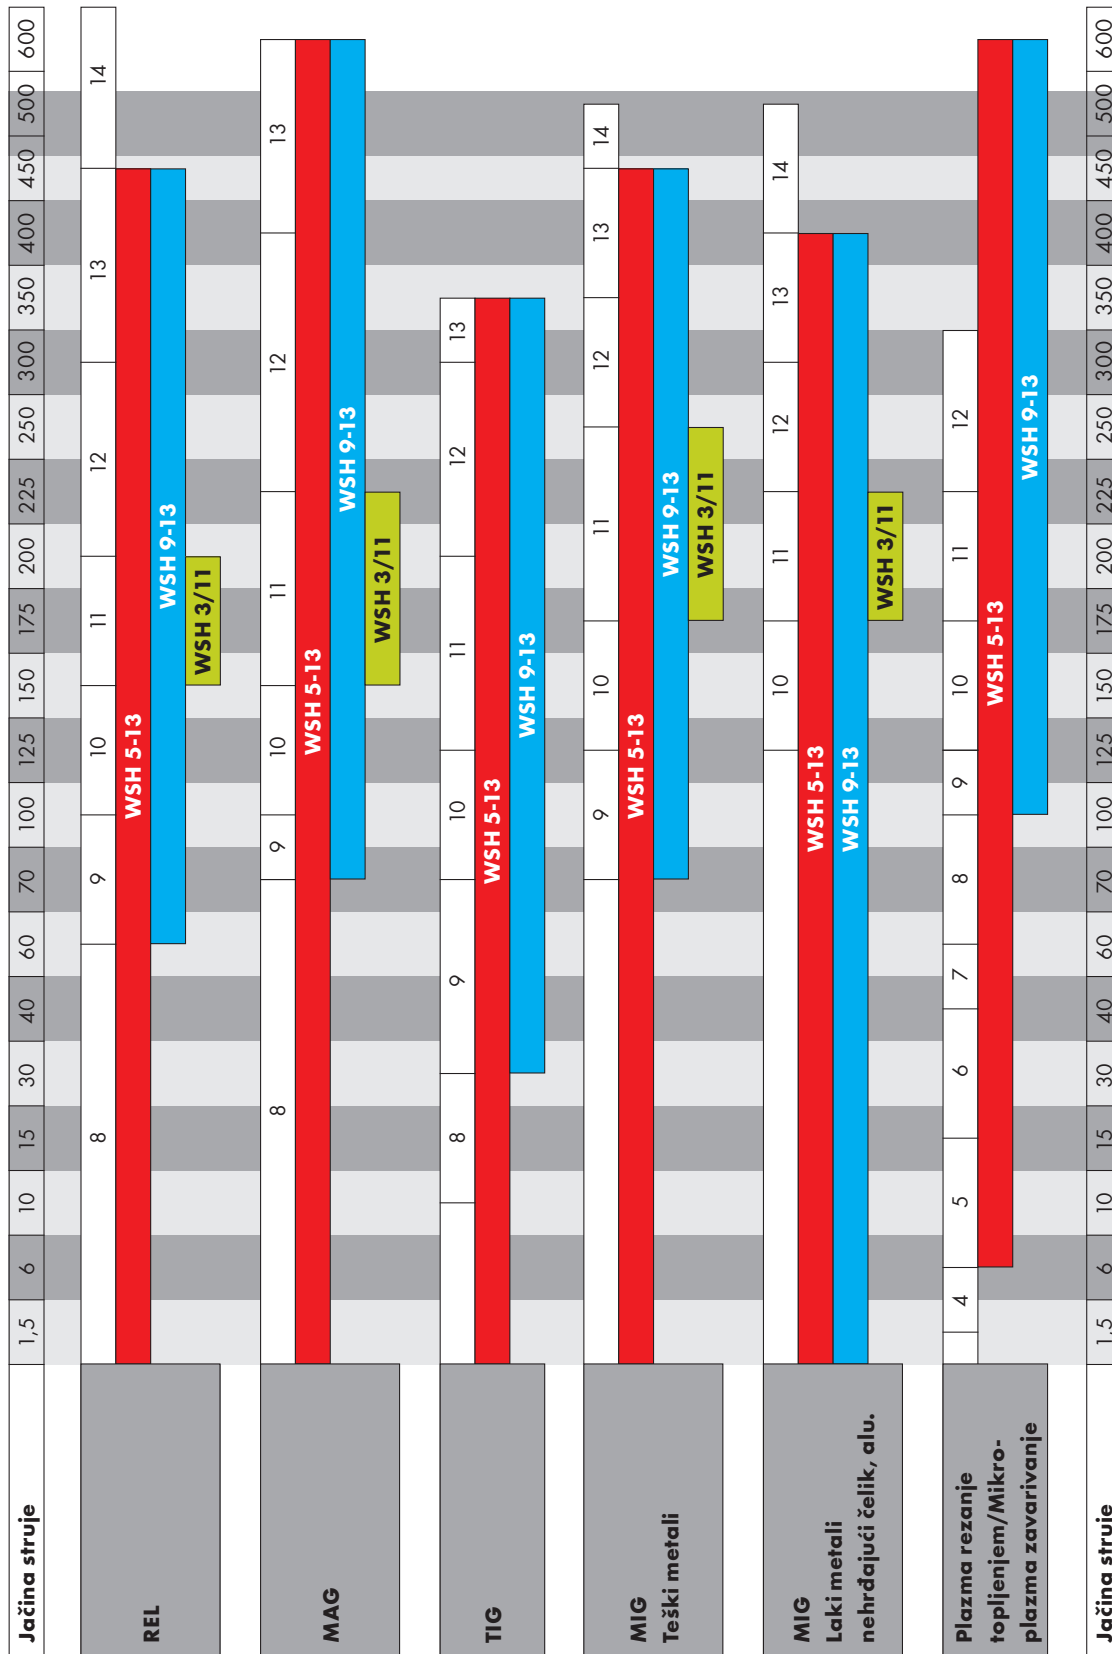 Jačina struje 1,5 6 10 15 30 40 60 70 100 125 150 175 200 225 250 300 350 400 450 500 600
REL
8 9 10 11 12 13 14
WSH 5-13
WSH 9-13
WSH 3/11
MAG
8 9 10 11 12 13
WSH 5-13
WSH 9-13
WSH 3/11
TIG
8 9 10 11 12 13
WSH 5-13
WSH 9-13
MIG
Teški metali
9 10 11 12 13 14
WSH 5-13
WSH 9-13
WSH 3/11
MIG
Laki metali
nehrđajući čelik, alu.
10 11 12 13 14
WSH 5-13
WSH 9-13
WSH 3/11
Plazma rezanje
topljenjem/Mikro-
plazma zavarivanje
4 5 6 7 8 9 10 11 12
WSH 5-13
WSH 9-13
Jačina struje 1,5 6 10 15 30 40 60 70 100 125 150 175 200 225 250 300 350 400 450 500 600